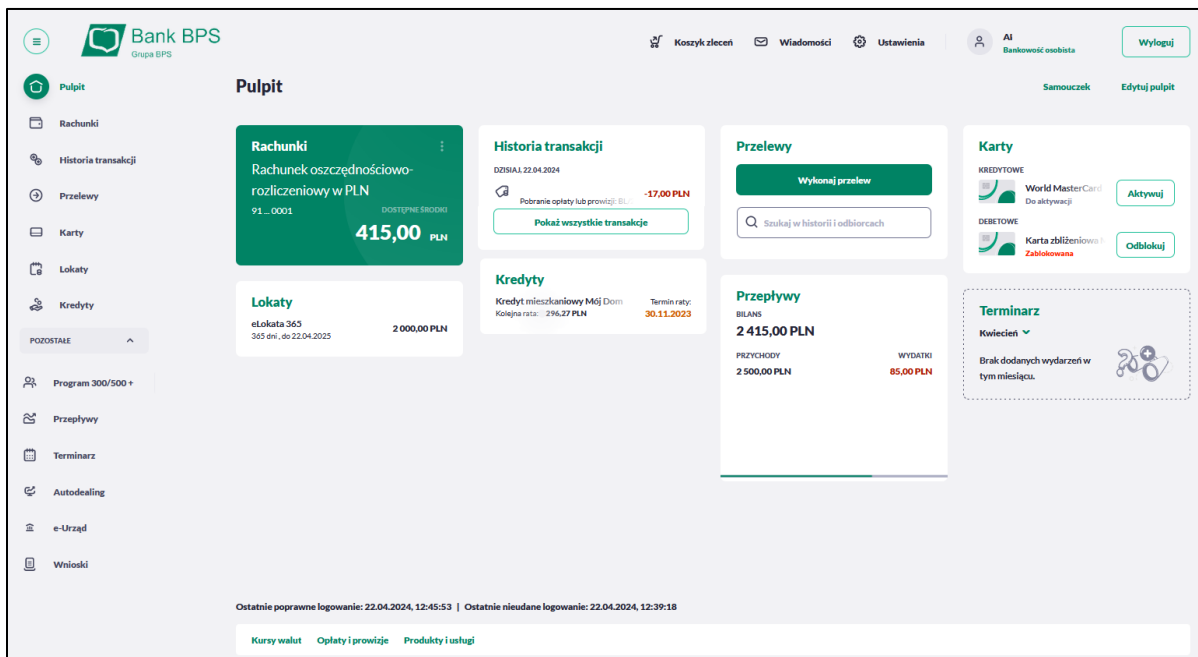 Bank BPS
Grupa BPS
Koszyk zleceń
Wiadomości
Ustawienia
AI
Bankowość osobista
Wyloguj
Pulpit
Rachunki
Historia transakcji
Przelewy
Karty
Lokaty
Kredyty
POZOSTAŁE
Program 300/500 +
Przepływy
Terminarz
Autodealing
e-Urząd
Wnioski
Pulpit
Samouczek
Edytuj pulpit
Rachunki
Rachunek oszczędnościowo-
rozliczeniowy w PLN
91 ... 0001
DOSTĘPNE ŚRODKI
415,00 PLN
Lokaty
eLokata 365
365 dni , do 22.04.2025
2 000,00 PLN
Historia transakcji
DZISIAJ, 22.04.2024
-17,00 PLN
Pobranie opłaty lub prowizji:
Pokaż wszystkie transakcje
Kredyty
Kredyt mieszkaniowy Mój Dom
Kolejna rata: 296,27 PLN
Termin raty:
30.11.2023
Przelewy
Wykonaj przelew
Szukaj w historii i odbiorcach
Przepływy
BILANS
2 415,00 PLN
PRZYCHODY
2 500,00 PLN
WYDATKI
85,00 PLN
Karty
KREDYTOWE
World MasterCard
Do aktywacji
Aktywuj
DEBETOWE
Karta zbliżeniowa
Zablokowana
Odblokuj
Terminarz
Kwiecień
Brak dodanych wydarzeń w
tym miesiącu.
Ostatnie poprawne logowanie: 22.04.2024, 12:45:53 | Ostatnie nieudane logowanie: 22.04.2024, 12:39:18
Kursy walut
Opłaty i prowizje
Produkty i usługi